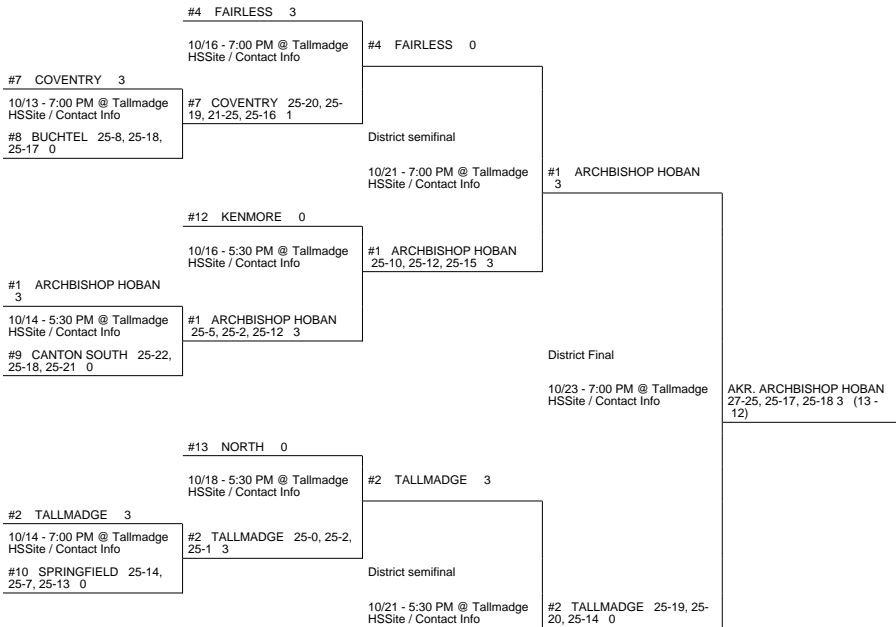 #4 FAIRLESS 3
10/16 - 7:00 PM @ Tallmadge
HSSite / Contact Info
#4 FAIRLESS 0
#7 COVENTRY 3
10/13 - 7:00 PM @ Tallmadge
HSSite / Contact Info
#7 COVENTRY 25-20, 25-
19, 21-25, 25-16 1
#8 BUCHTEL 25-8, 25-18,
25-17 0
District semifinal
10/21 - 7:00 PM @ Tallmadge
HSSite / Contact Info
#1 ARCHBISHOP HOBAN
3
#12 KENMORE 0
10/16 - 5:30 PM @ Tallmadge
HSSite / Contact Info
#1 ARCHBISHOP HOBAN
25-10, 25-12, 25-15 3
#1 ARCHBISHOP HOBAN
3
10/14 - 5:30 PM @ Tallmadge
HSSite / Contact Info
#1 ARCHBISHOP HOBAN
25-5, 25-2, 25-12 3
#9 CANTON SOUTH 25-22,
25-18, 25-21 0
District Final
10/23 - 7:00 PM @ Tallmadge
HSSite / Contact Info
AKR. ARCHBISHOP HOBAN
27-25, 25-17, 25-18 3 (13 -
12)
#13 NORTH 0
10/18 - 5:30 PM @ Tallmadge
HSSite / Contact Info
#2 TALLMADGE 3
#2 TALLMADGE 3
10/14 - 7:00 PM @ Tallmadge
HSSite / Contact Info
#2 TALLMADGE 25-0, 25-2,
25-1 3
#10 SPRINGFIELD 25-14,
25-7, 25-13 0
District semifinal
10/21 - 5:30 PM @ Tallmadge
HSSite / Contact Info
#2 TALLMADGE 25-19, 25-
20, 25-14 0